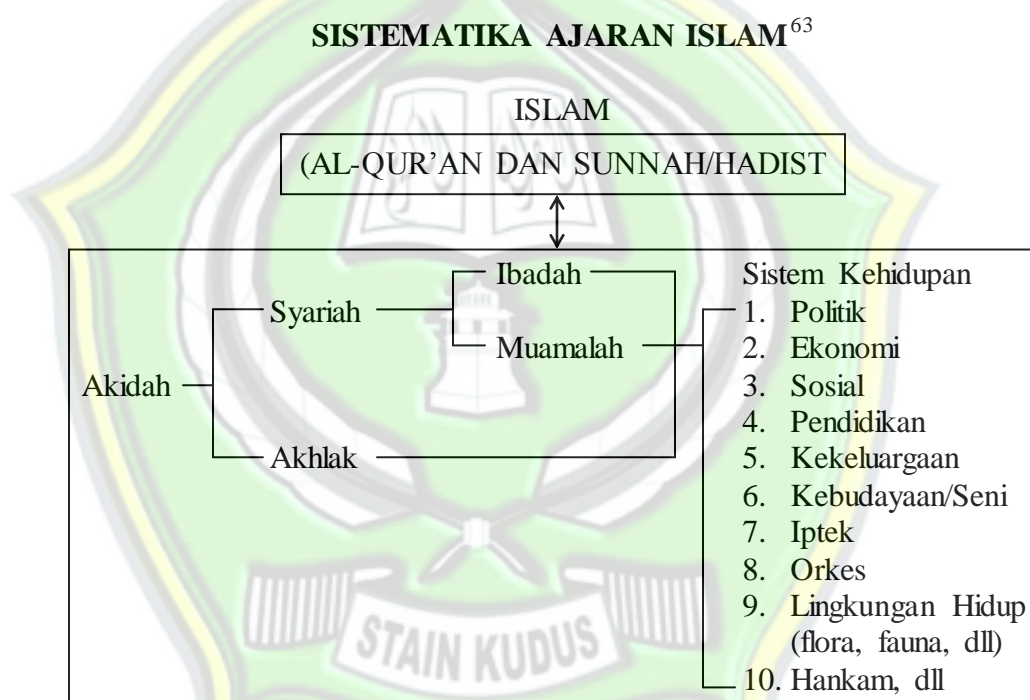 SISTEMATIKA AJARAN ISLAM63
ISLAM
(AL-QUR’AN DAN SUNNAH/HADIST
Akidah
Syariah
Akhlak
Ibadah
Muamalah
Sistem Kehidupan
1. Politik
2. Ekonomi
3. Sosial
4. Pendidikan
5. Kekeluargaan
6. Kebudayaan/Seni
7. Iptek
8. Orkes
9. Lingkungan Hidup
(flora, fauna, dll)
10. Hankam, dll
STAIN KUDUS